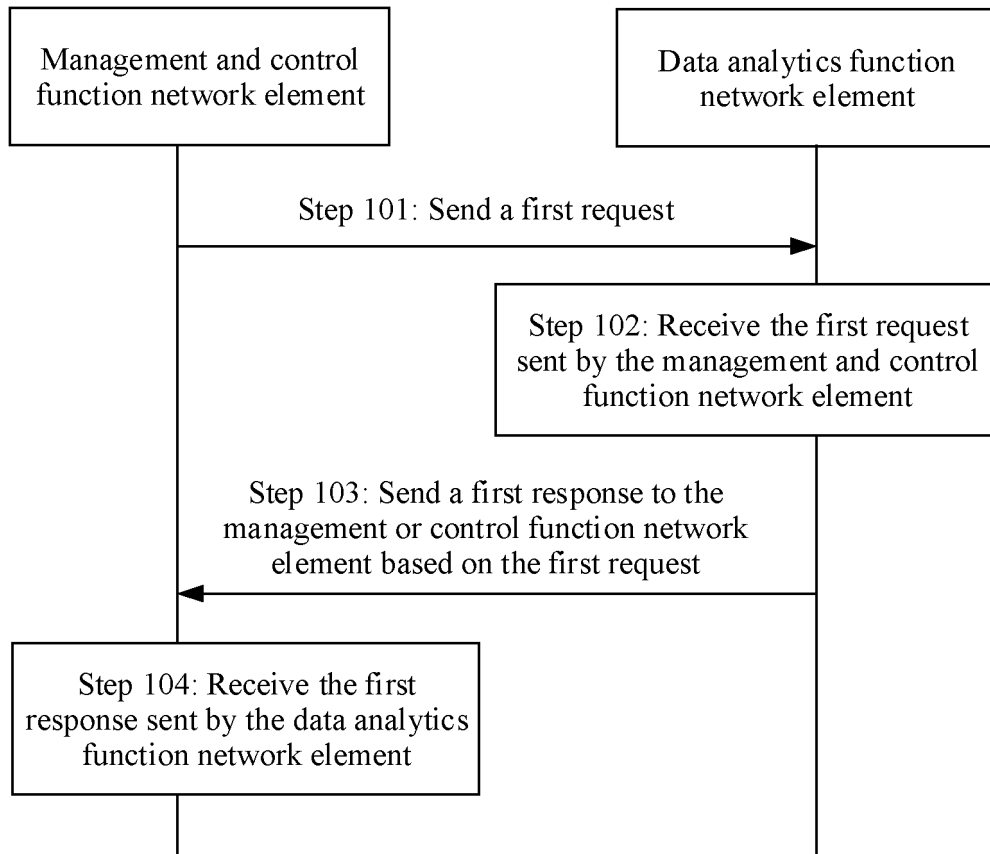 Management and control
function network element
Data analytics function
network element
Step 101: Send a first request
Step 102: Receive the first request
sent by the management and control
function network element
Step 103: Send a first response to the
management or control function network
element based on the first request
Step 104: Receive the first
response sent by the data analytics
function network element